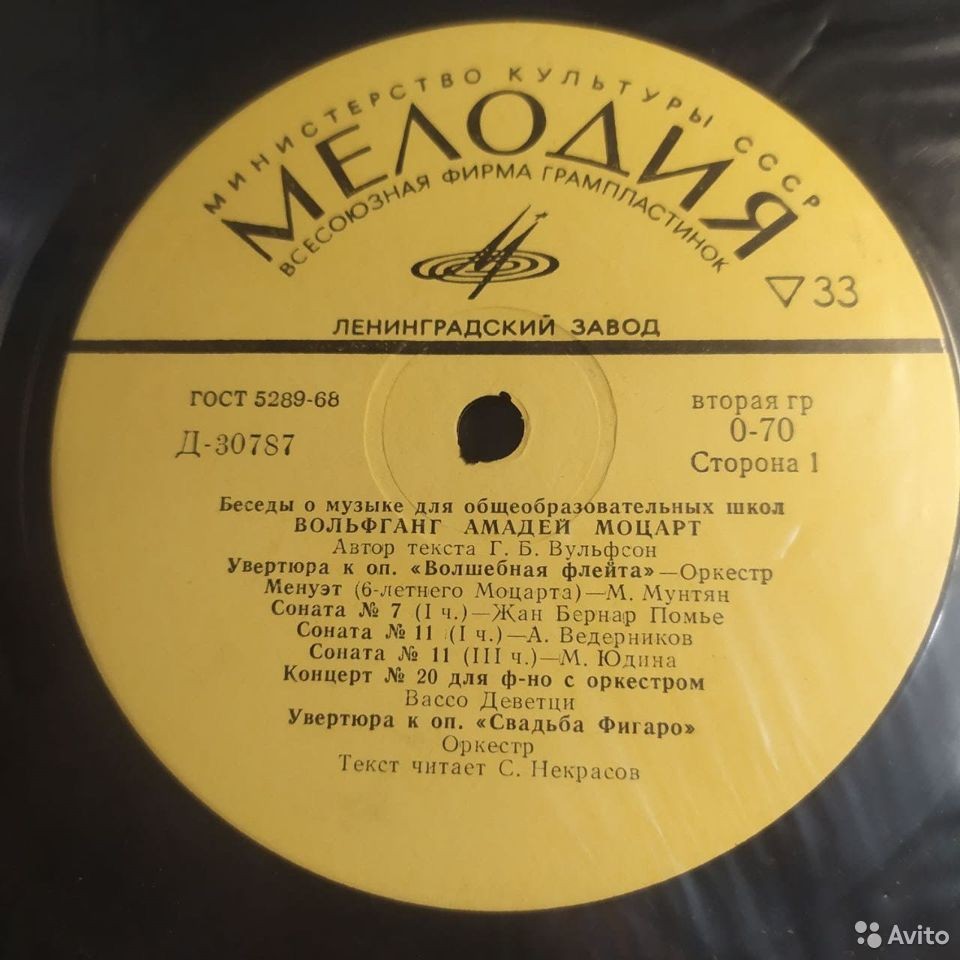 МИНИСТЕРСТВО КУЛЬТУРЫ СССР
МЕЛОДИЯ
ВСЕСОЮЗНАЯ ФИРМА ГРАМПЛАСТИНОК
▽33
ЛЕНИНГРАДСКИЙ ЗАВОД
ГОСТ 5289-68
вторая гр
Д-30787
0-70
Сторона 1
Беседы о музыке для общеобразовательных школ
ВОЛЬФГАНГ АМАДЕЙ МОЦАРТ
Автор текста Г. Б. Вульфсон
Увертюра к оп. «Волшебная флейта»—Оркестр
Менуэт (6-летнего Моцарта)—М. Мунтян
Соната № 7 (I ч.)—Жан Бернар Помье
Соната № 11 (I ч.)—А. Ведерников
Соната № 11 (III ч.)—М. Юдина
Концерт № 20 для ф-но с оркестром
Вассо Деветци
Увертюра к оп. «Свадьба Фигаро»
Оркестр
Текст читает С. Некрасов
Avito